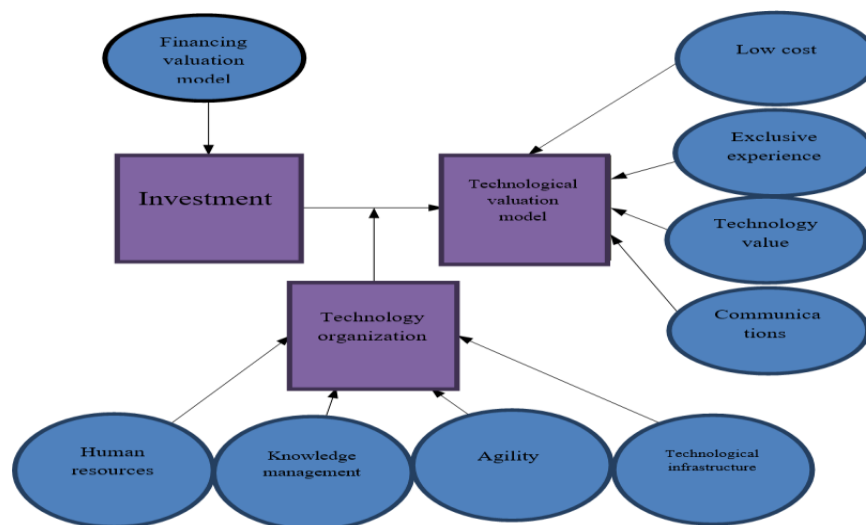 Financing
valuation
model
Low cost
Exclusive
experience
Investment
Technological
valuation
model
Technology
value
Technology
organization
Communica
tions
Human
resources
Knowledge
management
Agility
Technological
infrastructure